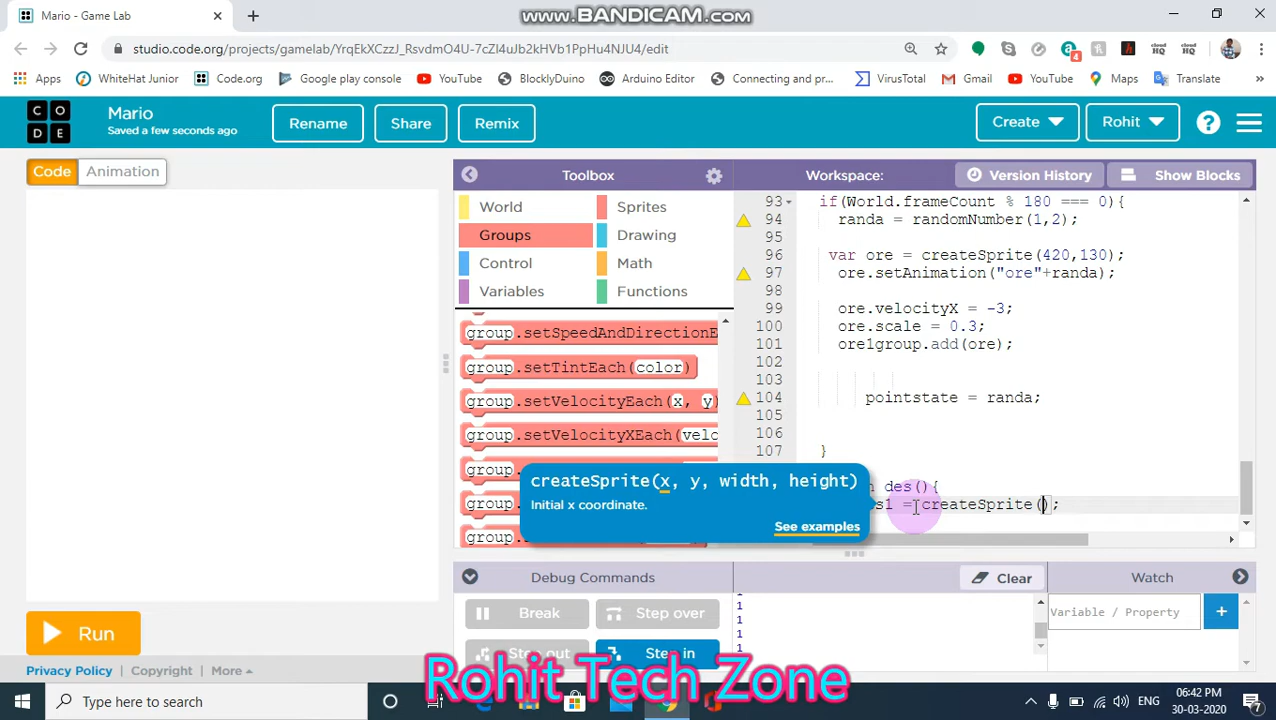 Mario - Game Lab
www.BANDICAM.com
studio.code.org/projects/gamelab/YrqEkXCzzJ_RsvdmO4U-7cZl4uJb2kHVb1PpHu4NJU4/edit
Apps
WhiteHat Junior
Code.org
Google play console
YouTube
BlocklyDuino
Arduino Editor
Connecting and pro...
VirusTotal
Gmail
YouTube
Maps
Translate
C O D E
Mario
Saved a few seconds ago
Rename
Share
Remix
Create
Rohit
Code
Animation
Toolbox
Workspace:
Version History
Show Blocks
World
Sprites
Groups
Drawing
Control
Math
Variables
Functions
group.setSpeedAndDirectionE
group.setTintEach(color)
group.setVelocityEach(x, y)
group.setVelocityXEach(velo
group.
group.
group.
93 if(World.frameCount % 180 === 0){
94 randa = randomNumber(1,2);
95
96 var ore = createSprite(420,130);
97 ore.setAnimation("ore"+randa);
98
99 ore.velocityX = -3;
100 ore.scale = 0.3;
101 ore1group.add(ore);
102
103
104 pointstate = randa;
105
106
107 }
des(){
s1 = createSprite();
createSprite(x, y, width, height)
Initial x coordinate.
See examples
Debug Commands
Clear
Watch
Break
Step over
Step out
Step in
1
1
1
1
Variable / Property
+
Run
Privacy Policy
Copyright
More
Rohit Tech Zone
Type here to search
ENG
06:42 PM
30-03-2020
7